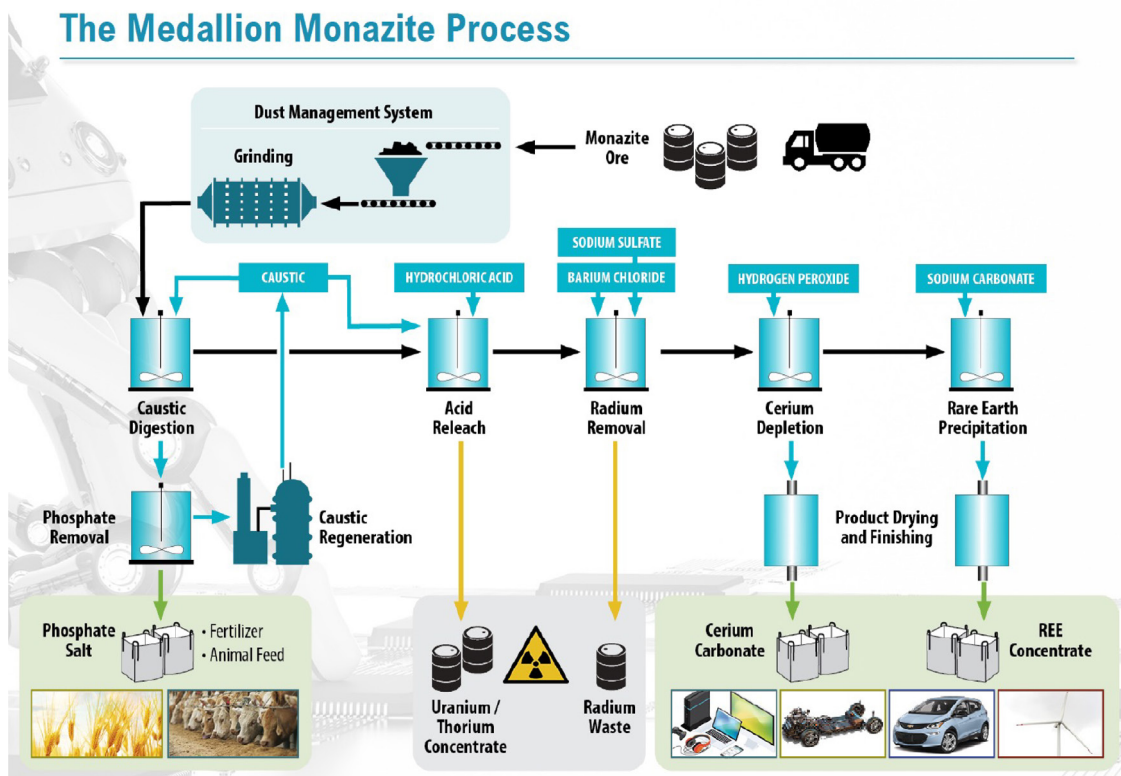 The Medallion Monazite Process
Dust Management System
Grinding
Monazite
Ore
SODIUM SULFATE
CAUSTIC
HYDROCHLORIC ACID
BARIUM CHLORIDE
HYDROGEN PEROXIDE
SODIUM CARBONATE
Caustic
Digestion
Acid
Releach
Radium
Removal
Cerium
Depletion
Rare Earth
Precipitation
Phosphate
Removal
Caustic
Regeneration
Product Drying
and Finishing
Phosphate
Salt
• Fertilizer
• Animal Feed
Uranium /
Thorium
Concentrate
Radium
Waste
Cerium
Carbonate
REE
Concentrate